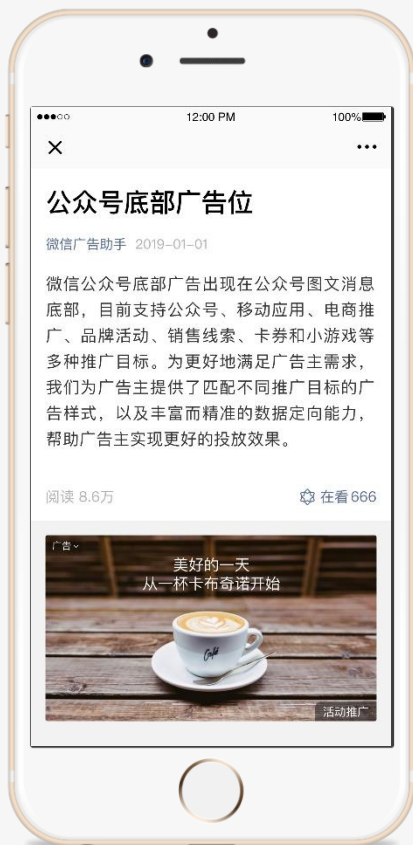 12:00 PM
100%
公众号底部广告位
微信广告助手 2019-01-01
微信公众号底部广告出现在公众号图文消息
底部，目前支持公众号、移动应用、电商推
广、品牌活动、销售线索、卡券和小游戏等
多种推广目标。为更好地满足广告主需求，
我们为广告主提供了匹配不同推广目标的广
告样式，以及丰富而精准的数据定向能力，
帮助广告主实现更好的投放效果。
阅读 8.6万
在看 666
广告
美好的一天
从一杯卡布奇诺开始
Café
活动推广